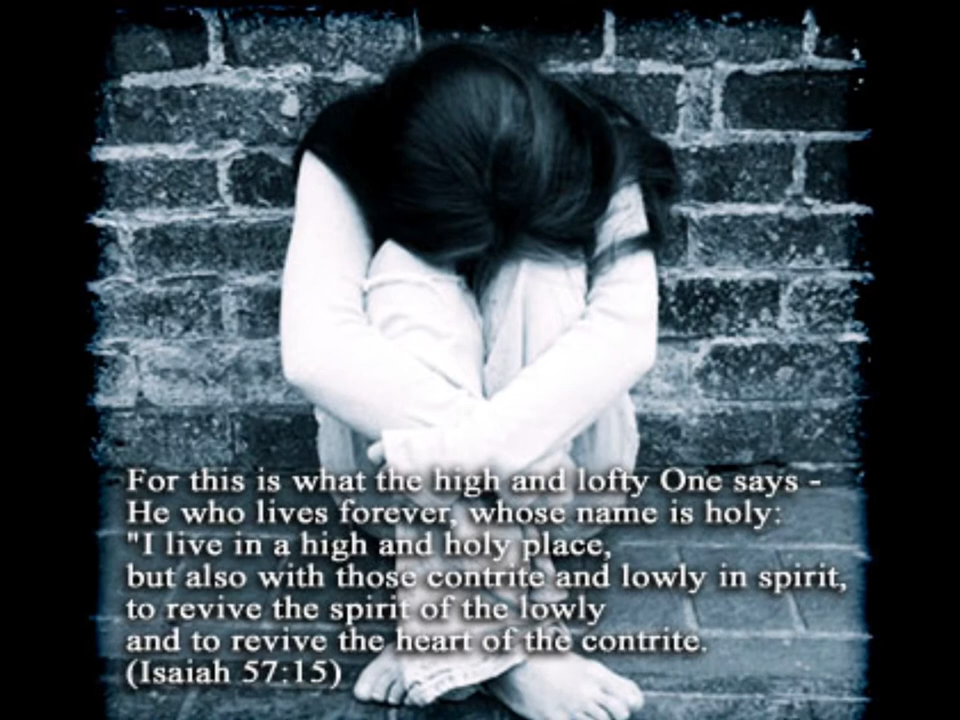 For this is what the high and lofty One says -
He who lives forever, whose name is holy:
"I live in a high and holy place,
but also with those contrite and lowly in spirit,
to revive the spirit of the lowly
and to revive the heart of the contrite.
(Isaiah 57:15)